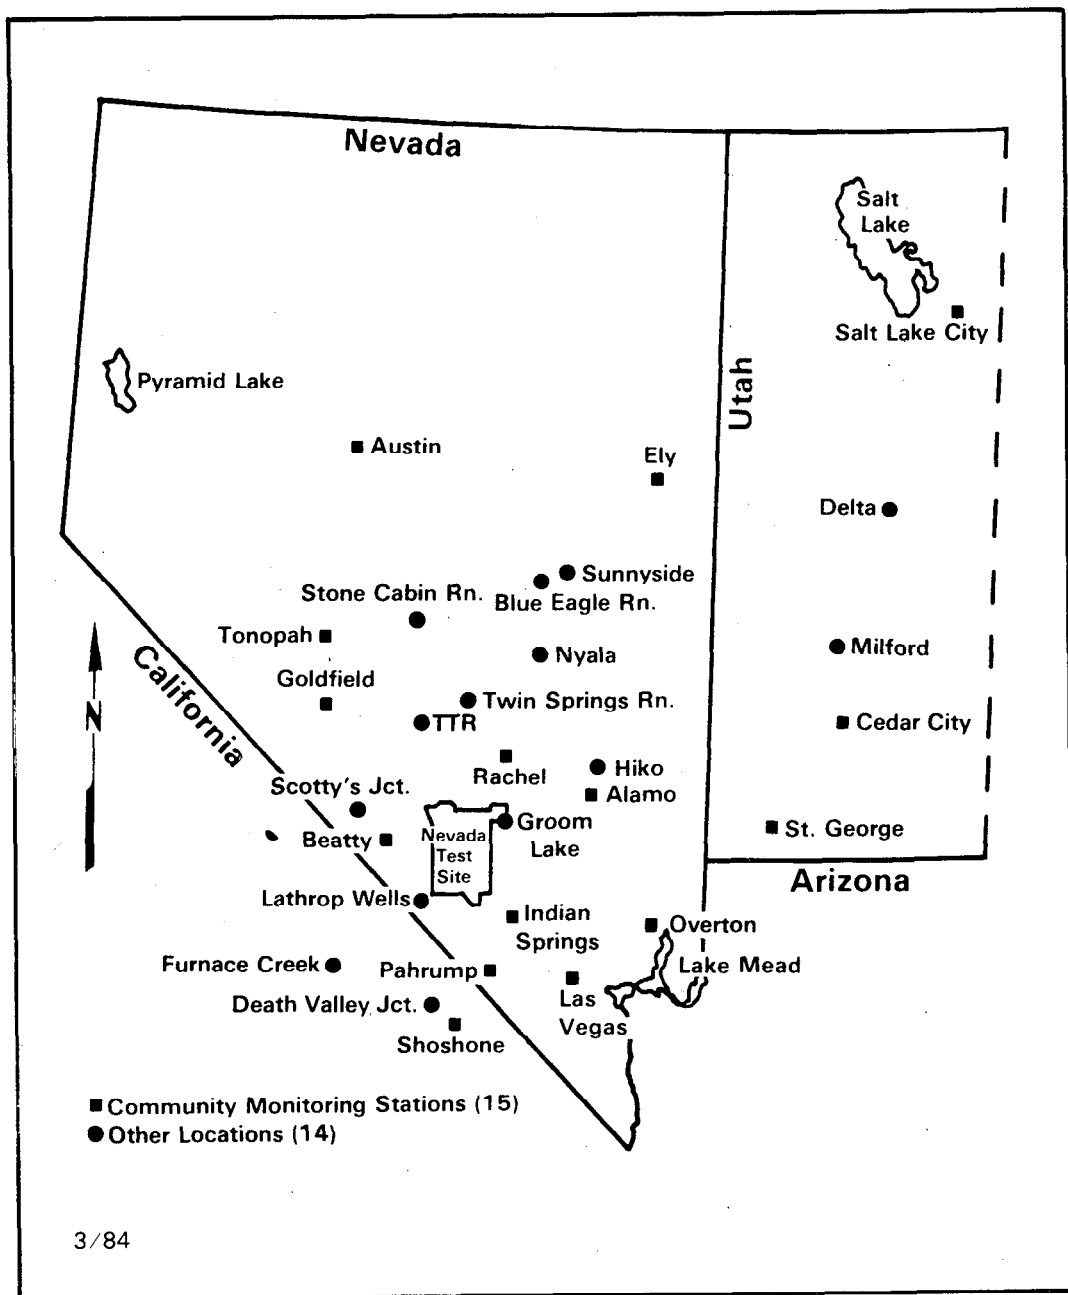 Nevada
Salt
Lake
Salt Lake City
Utah
Pyramid Lake
Austin
Ely
Delta
Sunnyside
Stone Cabin Rn.
Blue Eagle Rn.
Tonopah
Nyala
Milford
California
Goldfield
Twin Springs Rn.
N
TTR
Cedar City
Rachel
Hiko
Scotty's Jct.
Alamo
Nevada
Test
Site
Groom
Lake
St. George
Beatty
Arizona
Lathrop Wells
Indian
Springs
Overton
Furnace Creek
Pahrump
Lake Mead
Death Valley Jct.
Las
Vegas
Shoshone
Community Monitoring Stations (15)
Other Locations (14)
3/84